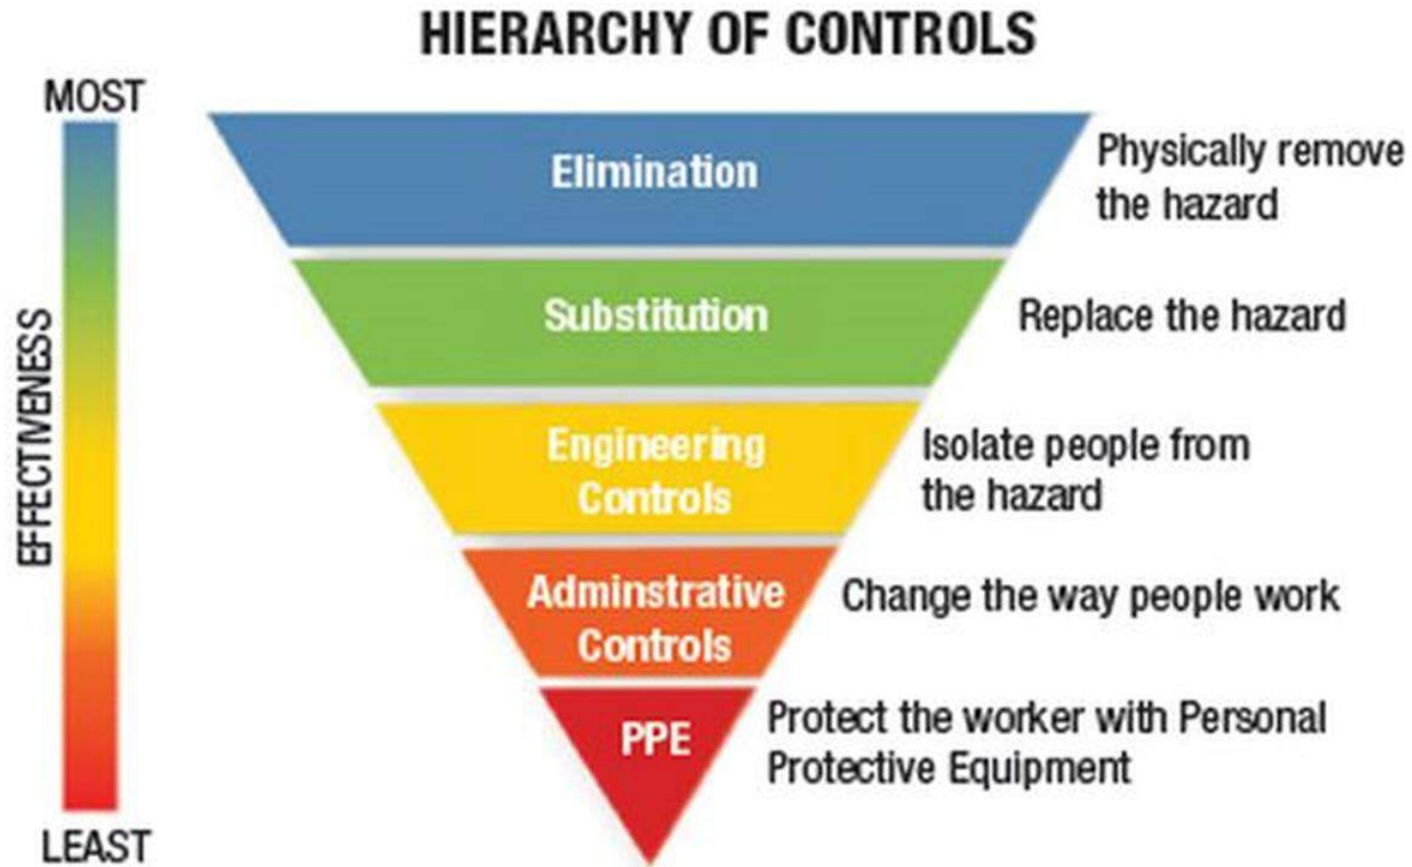 HIERARCHY OF CONTROLS
MOST
EFFECTIVENESS
LEAST
Elimination
Physically remove
the hazard
Substitution
Replace the hazard
Engineering
Controls
Isolate people from
the hazard
Adminstrative
Controls
Change the way people work
PPE
Protect the worker with Personal
Protective Equipment